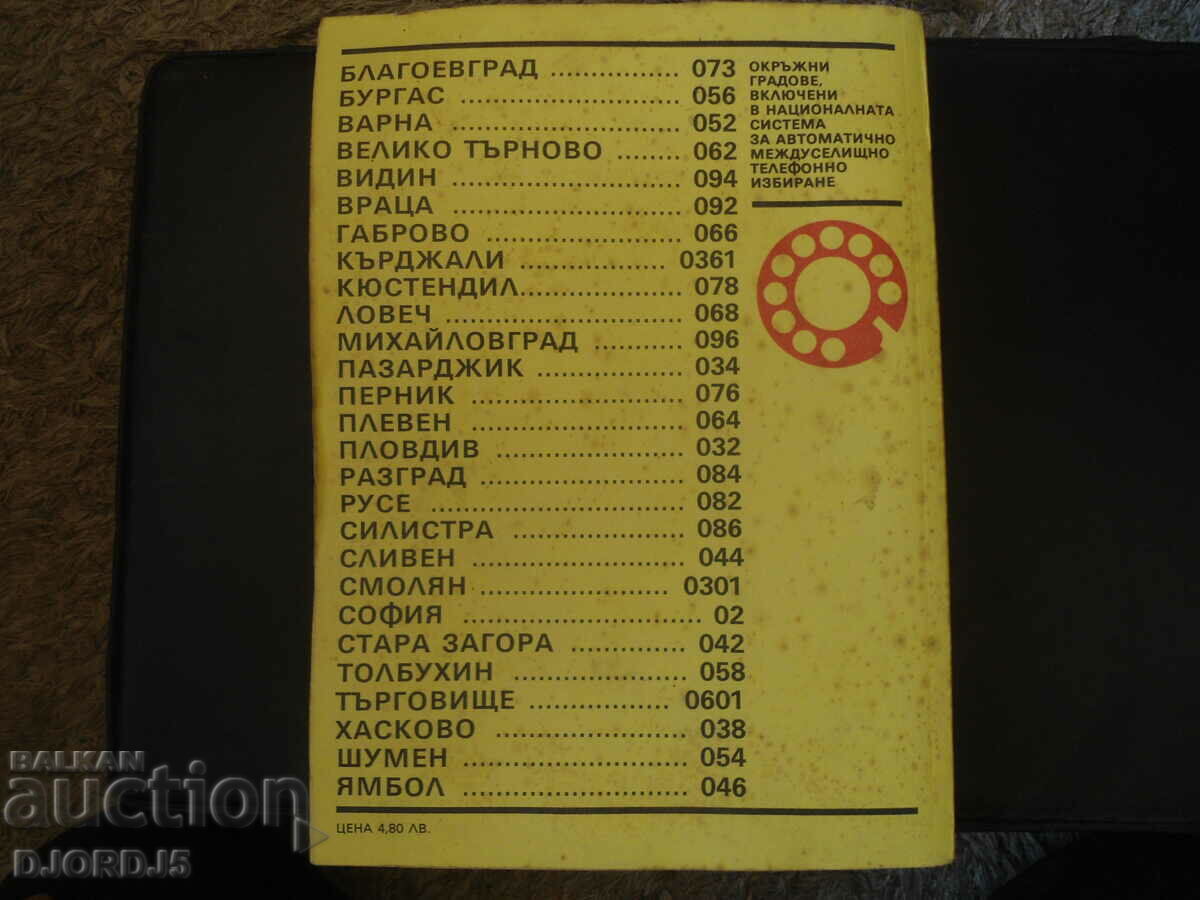 БЛАГОЕВГРАД ............... 073
БУРГАС .......................... 056
ВАРНА ........................... 052
ВЕЛИКО ТЪРНОВО ........ 062
ВИДИН ........................... 094
ВРАЦА ........................... 092
ГАБРОВО ....................... 066
КЪРДЖАЛИ ................. 0361
КЮСТЕНДИЛ................... 078
ЛОВЕЧ ........................... 068
МИХАЙЛОВГРАД ........... 096
ПАЗАРДЖИК ................. 034
ПЕРНИК ......................... 076
ПЛЕВЕН ......................... 064
ПЛОВДИВ ...................... 032
РАЗГРАД ........................ 084
РУСЕ .............................. 082
СИЛИСТРА .................... 086
СЛИВЕН ......................... 044
СМОЛЯН ...................... 0301
СОФИЯ ............................ 02
СТАРА ЗАГОРА ............. 042
ТОЛБУХИН .................... 058
ТЪРГОВИЩЕ ................ 0601
ХАСКОВО ...................... 038
ШУМЕН .......................... 054
ЯМБОЛ .......................... 046
ЦЕНА 4,80 ЛВ.
ОКРЪЖНИ
ГРАДОВЕ,
ВКЛЮЧЕНИ
В НАЦИОНАЛНАТА
СИСТЕМА
ЗА АВТОМАТИЧНО
МЕЖДУСЕЛИЩНО
ТЕЛЕФОННО
ИЗБИРАНЕ
BALKAN
auction
DJORDJ5